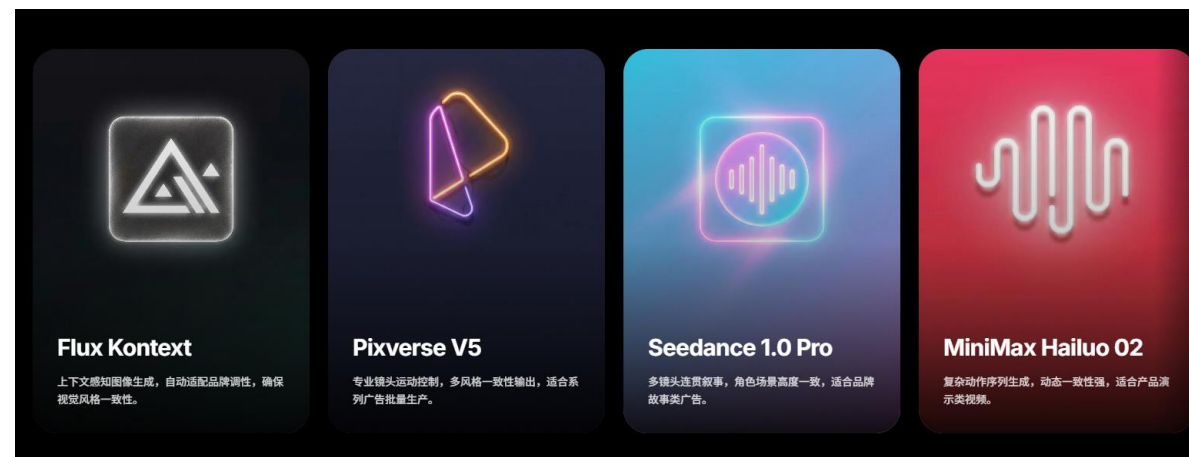 Flux Kontext
上下文感知图像生成，自动适配品牌调性，确保
视觉风格一致性。
Pixverse V5
专业镜头运动控制，多风格一致性输出，适合系
列广告批量生产。
Seedance 1.0 Pro
多镜头连贯叙事，角色场景高度一致，适合品牌
故事类广告。
MiniMax Hailuo 02
复杂动作序列生成，动态一致性强，适合产品演
示类视频。